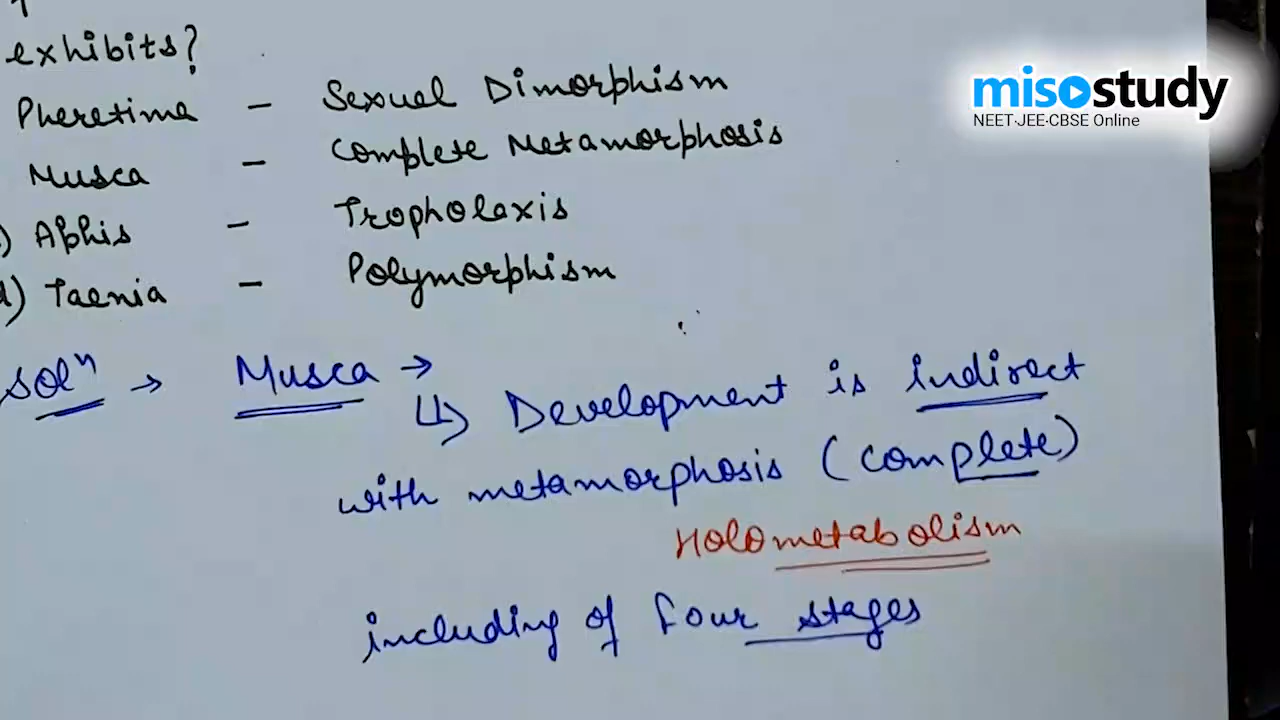 exhibits?
Pheretima - Sexual Dimorphism
Musca - Complete Metamorphosis
) Aphis - Tropholaxis
d) Taenia - Polymorphism
Solⁿ → Musca →
↳ Development is indirect
with metamorphosis (complete)
Holometabolism
including of four stages
misostudy
NEET-JEE-CBSE Online